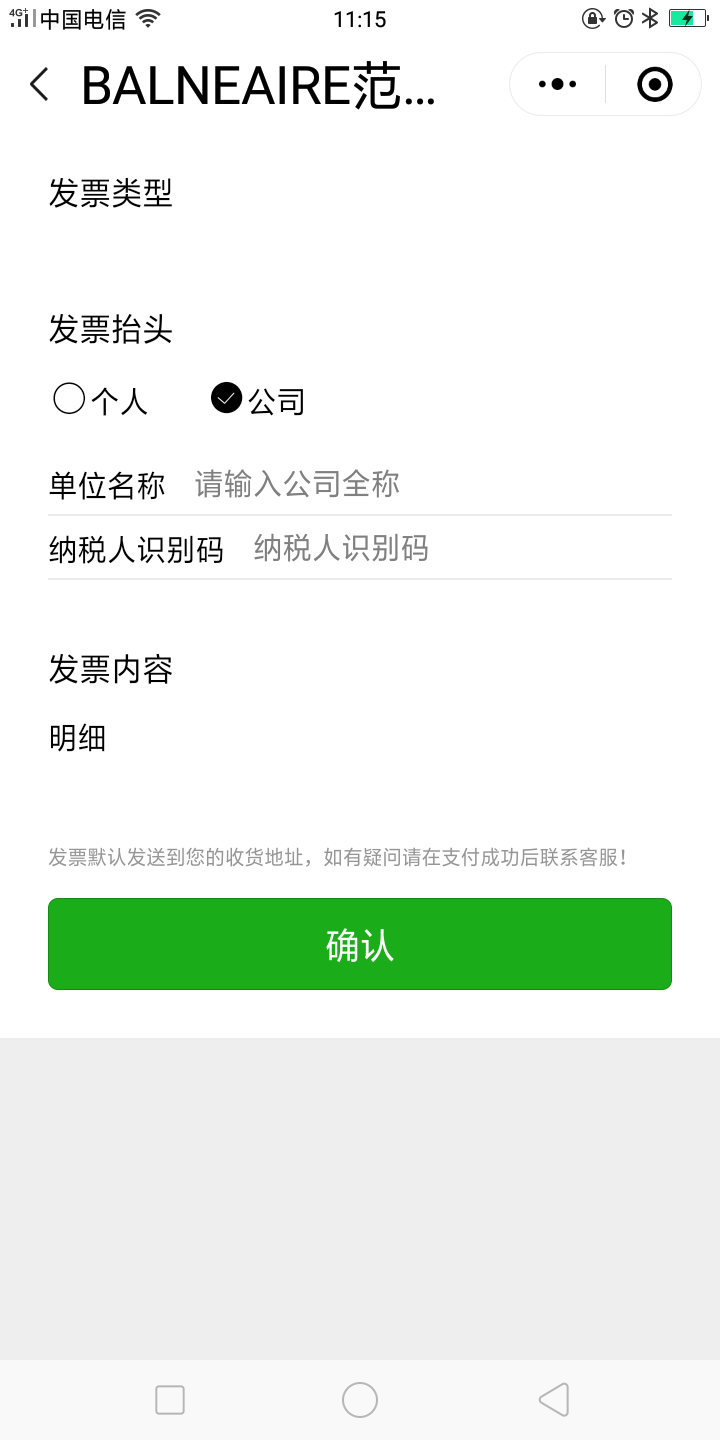 4G+ 中国电信 11:15
BALNEAIRE范...
发票类型
发票抬头
个人 公司
单位名称 请输入公司全称
纳税人识别码 纳税人识别码
发票内容
明细
发票默认发送到您的收货地址，如有疑问请在支付成功后联系客服！
确认